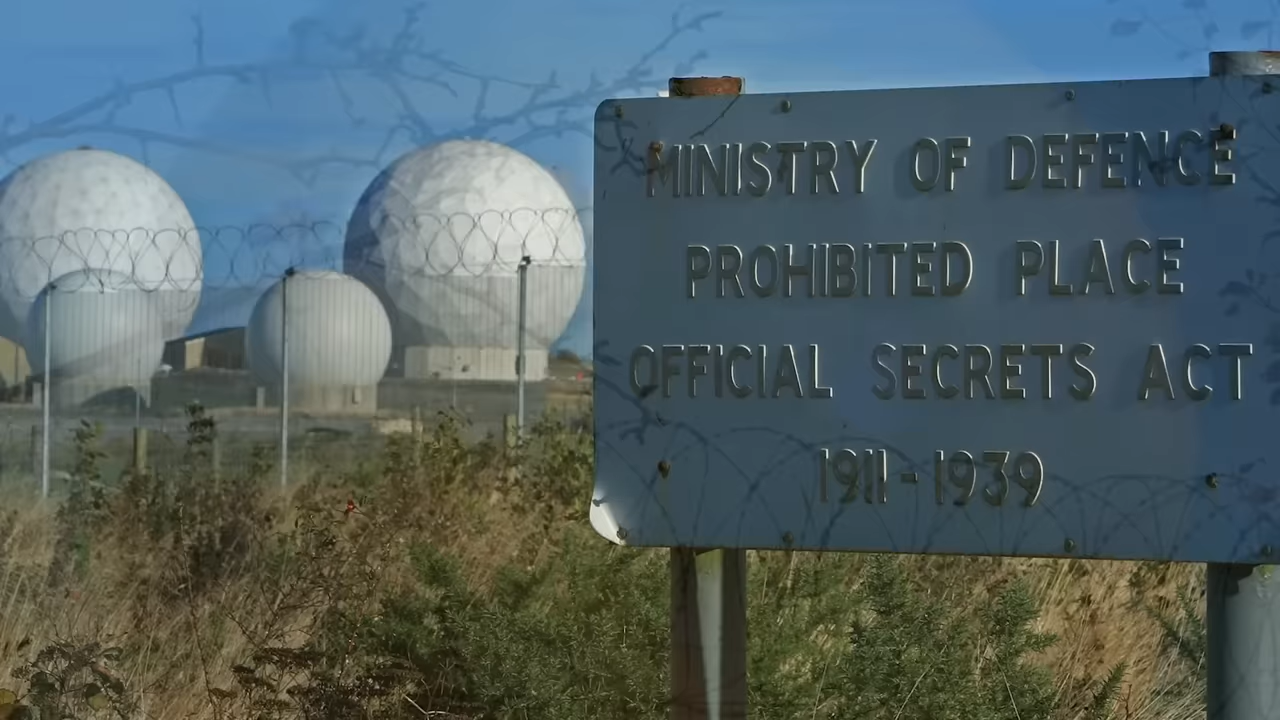 MINISTRY OF DEFENCE
PROHIBITED PLACE
OFFICIAL SECRETS ACT
1911-1939